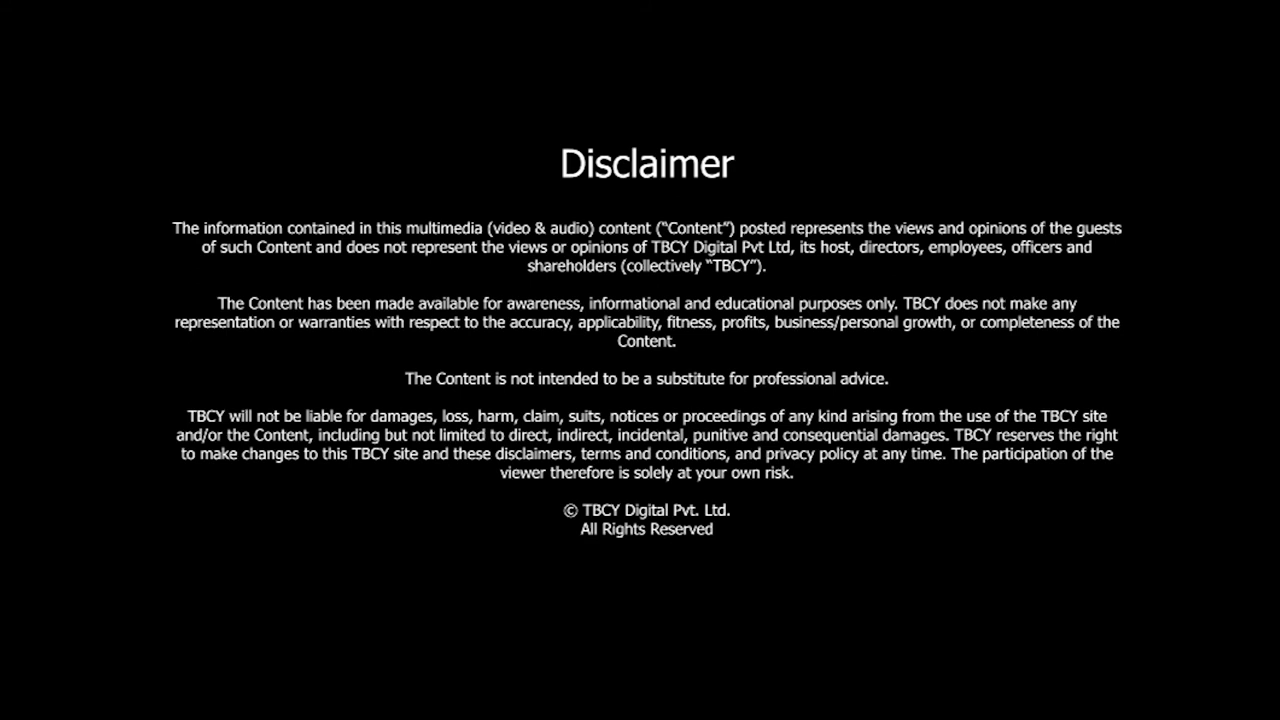 Disclaimer
The information contained in this multimedia (video & audio) content (“Content”) posted represents the views and opinions of the guests
of such Content and does not represent the views or opinions of TBCY Digital Pvt Ltd, its host, directors, employees, officers and
shareholders (collectively “TBCY”).
The Content has been made available for awareness, informational and educational purposes only. TBCY does not make any
representation or warranties with respect to the accuracy, applicability, fitness, profits, business/personal growth, or completeness of the
Content.
The Content is not intended to be a substitute for professional advice.
TBCY will not be liable for damages, loss, harm, claim, suits, notices or proceedings of any kind arising from the use of the TBCY site
and/or the Content, including but not limited to direct, indirect, incidental, punitive and consequential damages. TBCY reserves the right
to make changes to this TBCY site and these disclaimers, terms and conditions, and privacy policy at any time. The participation of the
viewer therefore is solely at your own risk.
© TBCY Digital Pvt. Ltd.
All Rights Reserved